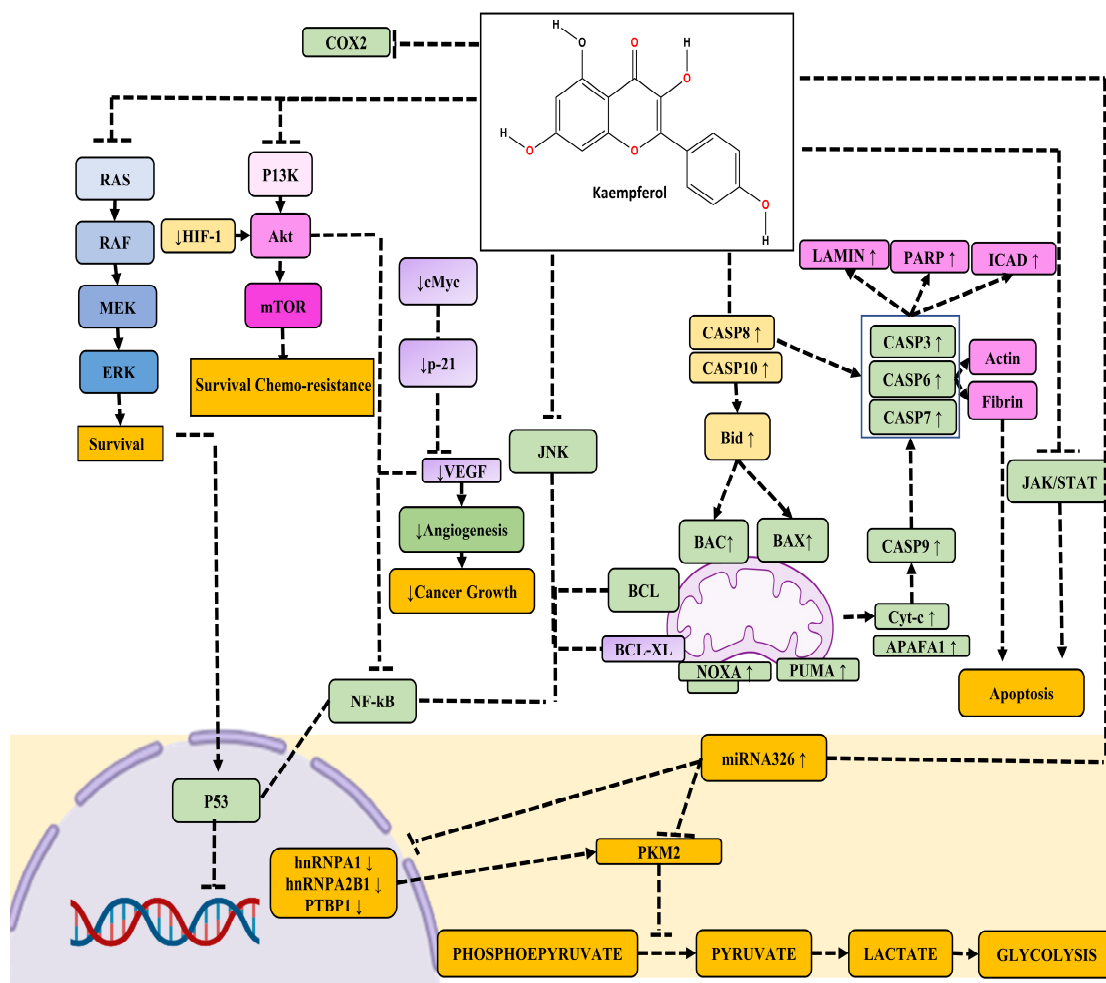 COX2
H
O
O
H
O
H
O
O
Kaempferol
O
H
RAS
RAF
MEK
ERK
Survival
P13K
↓HIF-1
Akt
mTOR
Survival Chemo-resistance
↓cMyc
↓p-21
↓VEGF
↓Angiogenesis
↓Cancer Growth
JNK
BCL
BCL-XL
NF-kB
CASP8 ↑
CASP10 ↑
Bid ↑
BAC↑
BAX↑
NOXA ↑
PUMA ↑
LAMIN ↑
PARP ↑
ICAD ↑
CASP3 ↑
CASP6 ↑
CASP7 ↑
Actin
Fibrin
CASP9 ↑
Cyt-c ↑
APAFA1 ↑
JAK/STAT
Apoptosis
P53
miRNA326 ↑
hnRNPA1 ↓
hnRNPA2B1 ↓
PTBP1 ↓
PKM2
PHOSPHOEPYRUVATE
PYRUVATE
LACTATE
GLYCOLYSIS